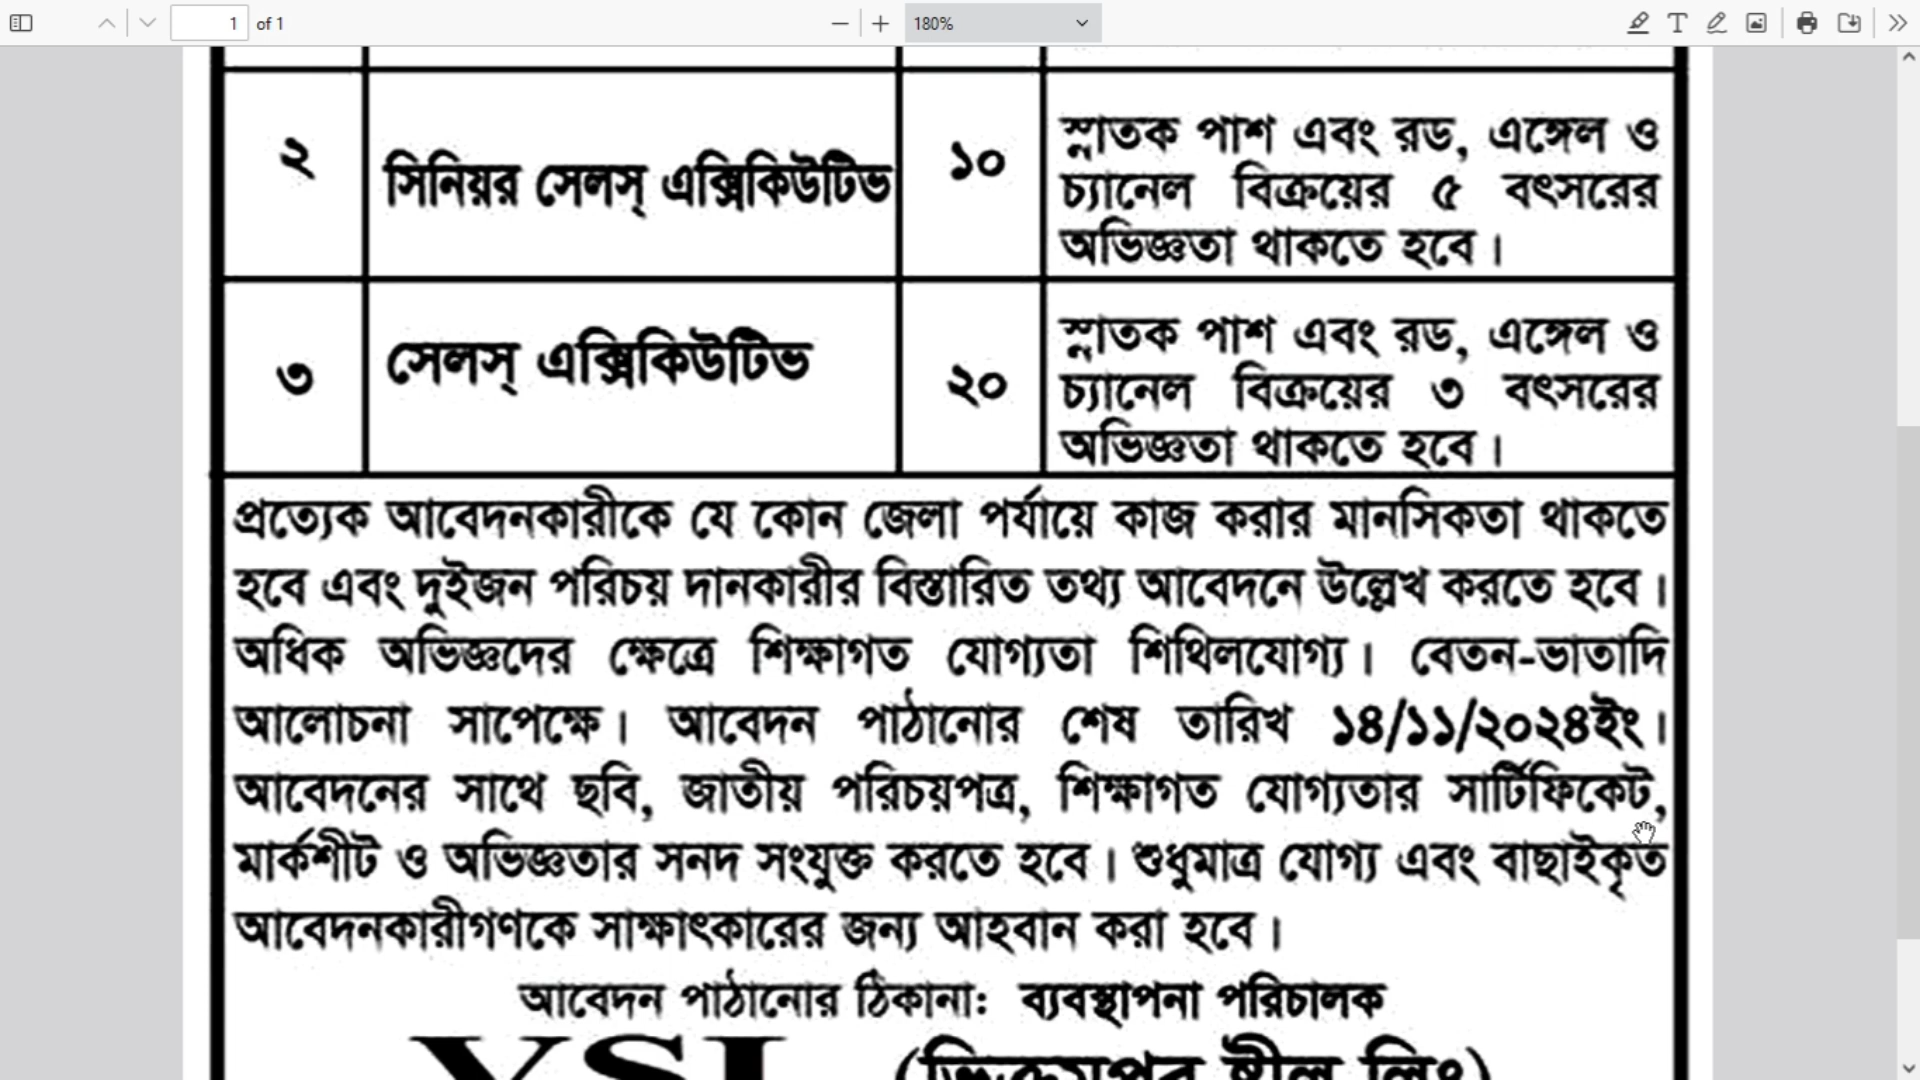 1 of 1
180%
২
সিনিয়র সেলস্ এক্সিকিউটিভ
১০
স্নাতক পাশ এবং রড, এঙ্গেল ও
চ্যানেল বিক্রয়ের ৫ বৎসরের
অভিজ্ঞতা থাকতে হবে।
৩
সেলস্ এক্সিকিউটিভ
২০
স্নাতক পাশ এবং রড, এঙ্গেল ও
চ্যানেল বিক্রয়ের ৩ বৎসরের
অভিজ্ঞতা থাকতে হবে।
প্রত্যেক আবেদনকারীকে যে কোন জেলা পর্যায়ে কাজ করার মানসিকতা থাকতে
হবে এবং দুইজন পরিচয় দানকারীর বিস্তারিত তথ্য আবেদনে উল্লেখ করতে হবে।
অধিক অভিজ্ঞদের ক্ষেত্রে শিক্ষাগত যোগ্যতা শিথিলযোগ্য। বেতন-ভাতাদি
আলোচনা সাপেক্ষে। আবেদন পাঠানোর শেষ তারিখ ১৪/১১/২০২৪ইং।
আবেদনের সাথে ছবি, জাতীয় পরিচয়পত্র, শিক্ষাগত যোগ্যতার সার্টিফিকেট,
মার্কশীট ও অভিজ্ঞতার সনদ সংযুক্ত করতে হবে। শুধুমাত্র যোগ্য এবং বাছাইকৃত
আবেদনকারীগণকে সাক্ষাৎকারের জন্য আহবান করা হবে।
আবেদন পাঠানোর ঠিকানা: ব্যবস্থাপনা পরিচালক
VSL (ভিক্রমপুর ষ্টীল লিঃ)